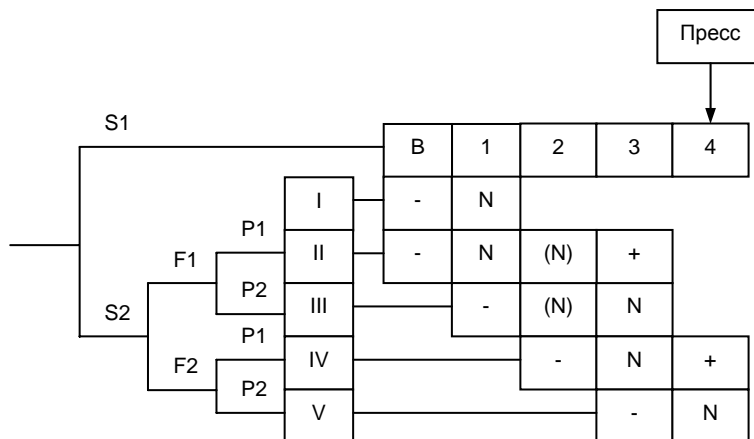 Пресс
S1
B 1 2 3 4
I - N
P1
F1 II - N (N) +
P2
S2 III - (N) N
P1
F2 IV - N +
P2
V - N